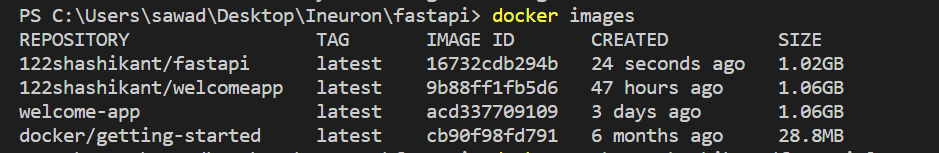 PS C:\Users\sawad\Desktop\Ineuron\fastapi> docker images
REPOSITORY TAG IMAGE ID CREATED SIZE
122shashikant/fastapi latest 16732cdb294b 24 seconds ago 1.02GB
122shashikant/welcomeapp latest 9b88ff1fb5d6 47 hours ago 1.06GB
welcome-app latest acd337709109 3 days ago 1.06GB
docker/getting-started latest cb90f98fd791 6 months ago 28.8MB